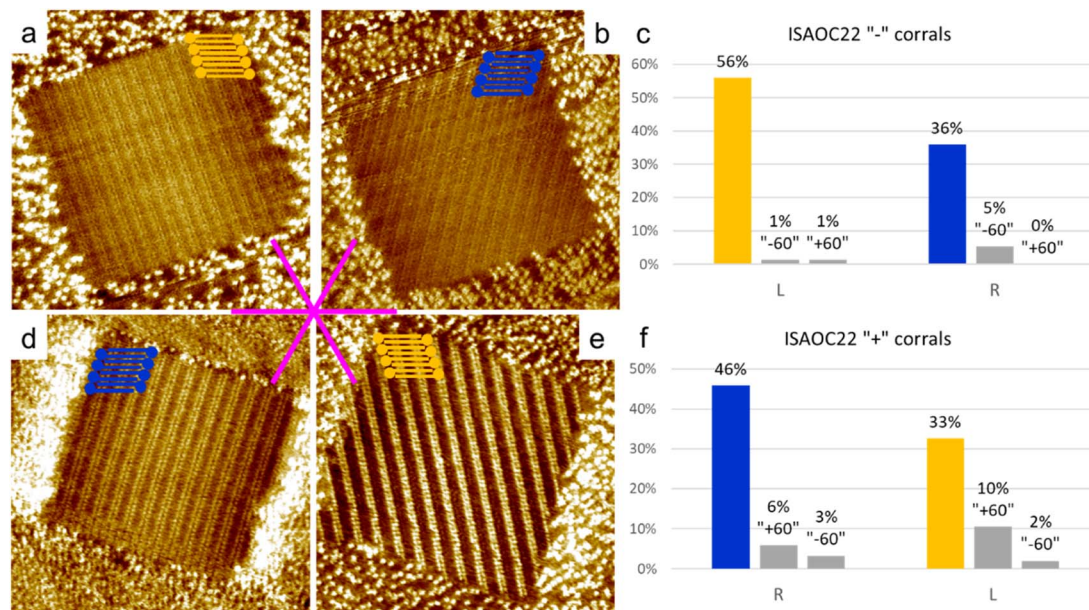 a
b
c
ISAOC22 "-" corrals
60%
50%
40%
30%
20%
10%
0%
56%
1%
"-60"
1%
"+60"
36%
5%
"-60"
0%
"+60"
L
R
d
e
f
ISAOC22 "+" corrals
50%
40%
30%
20%
10%
0%
46%
6%
"+60"
3%
"-60"
33%
10%
"+60"
2%
"-60"
R
L